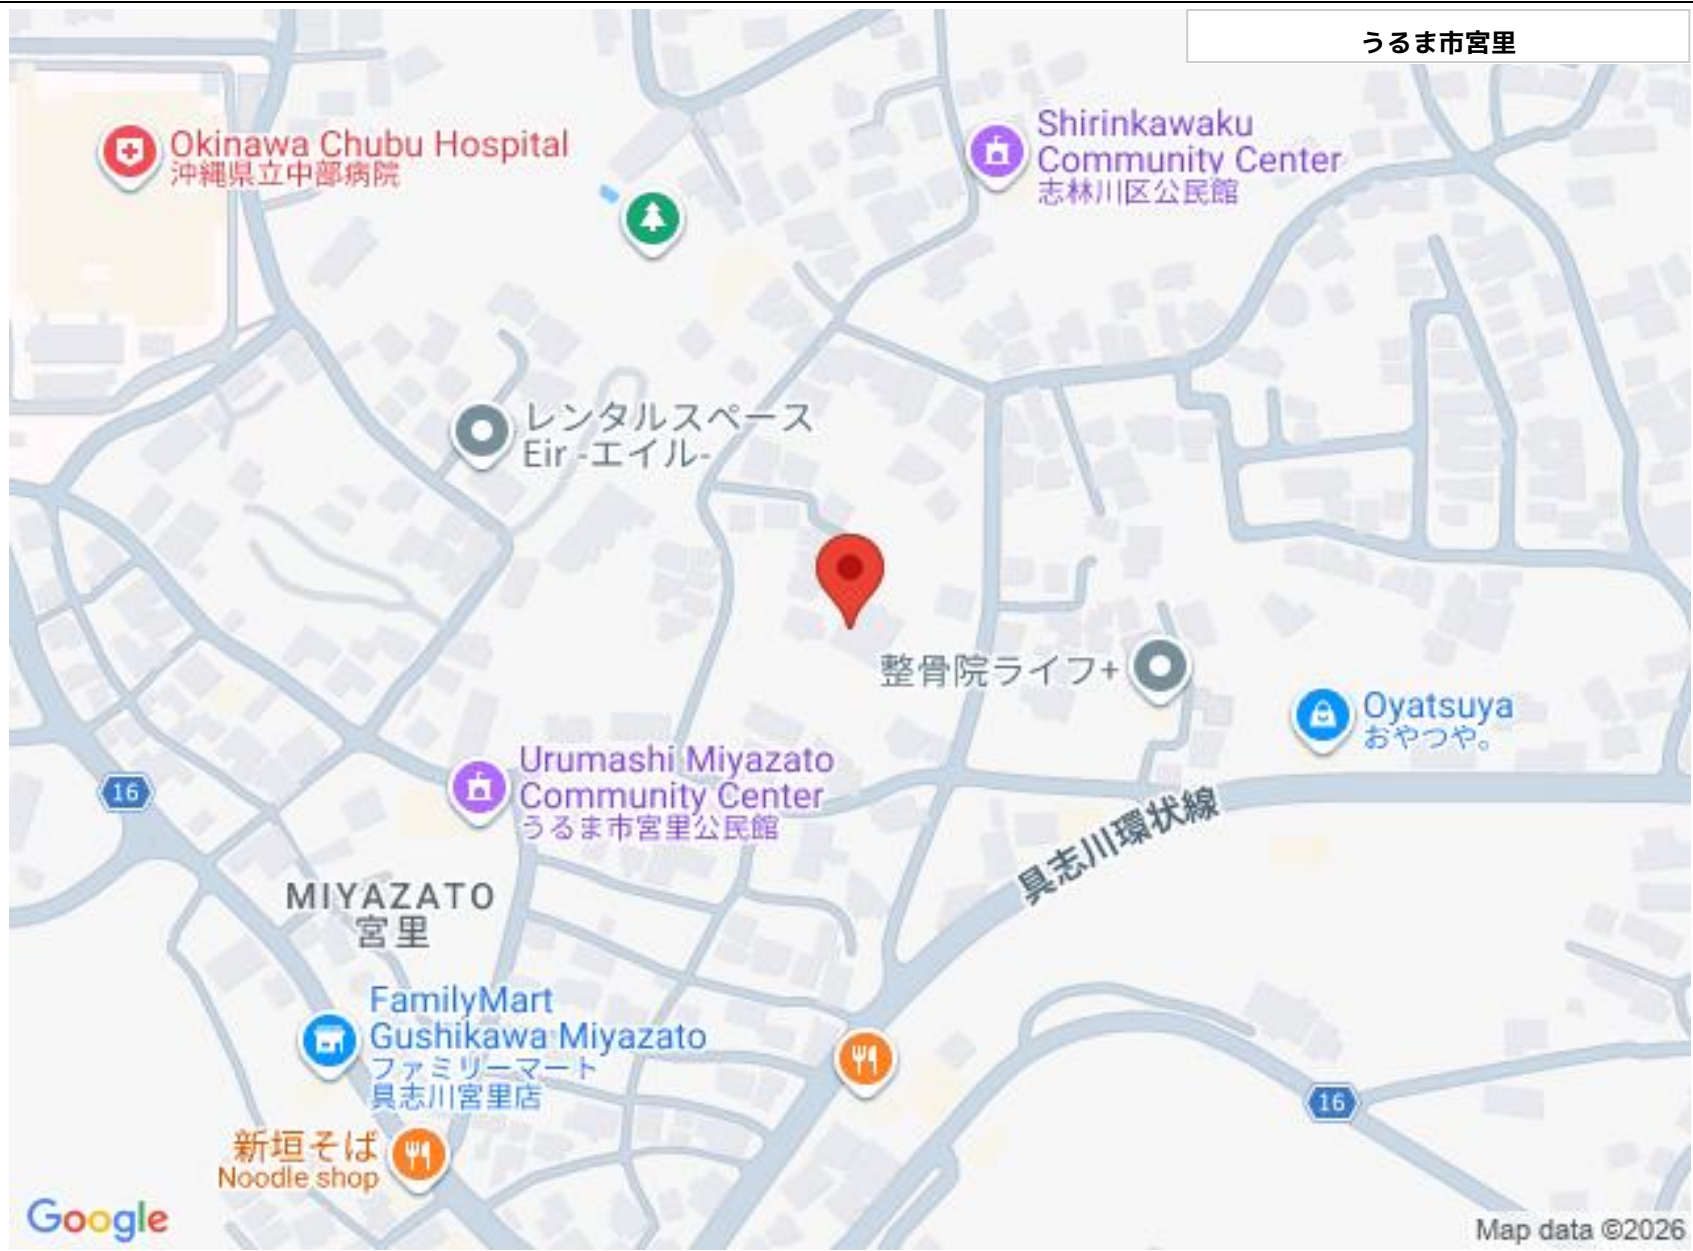 うるま市宮里
Okinawa Chubu Hospital
沖縄県立中部病院
Shirinkawaku
Community Center
志林川区公民館
レンタルスペース
Eir -エイル-
整骨院ライフ+
Oyatsuya
おやつや。
Urumashi Miyazato
Community Center
うるま市宮里公民館
16
具志川環状線
MIYAZATO
宮里
FamilyMart
Gushikawa Miyazato
ファミリーマート
具志川宮里店
16
新垣そば
Noodle shop
Google
Map data ©2026